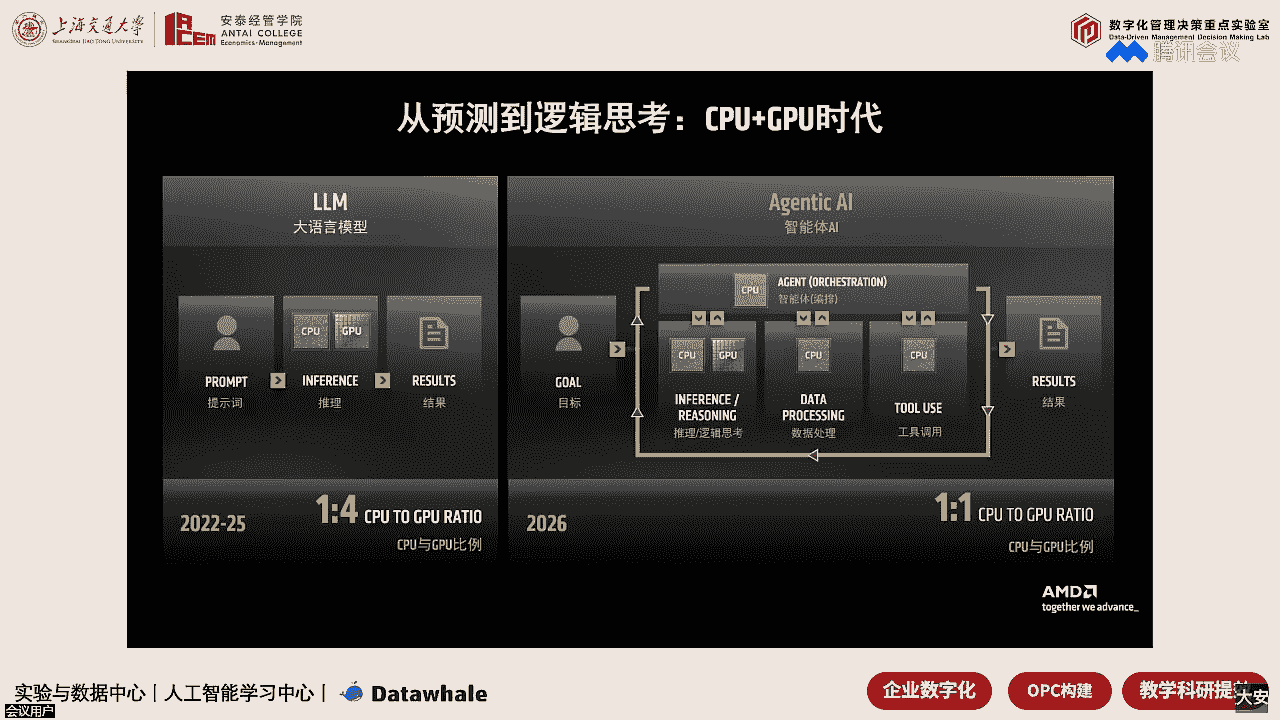 上海交通大学
SHANGHAI JIAO TONG UNIVERSITY
ACEM
安泰经管学院
ANTAI COLLEGE
Economics & Management
数字化管理决策重点实验室
Data-Driven Management Decision Making Lab
腾讯会议
从预测到逻辑思考：CPU+GPU时代
LLM
大语言模型
CPU
GPU
PROMPT
提示词
INFERENCE
推理
RESULTS
结果
2022-25
1:4 CPU TO GPU RATIO
CPU与GPU比例
Agentic AI
智能体AI
CPU
AGENT (ORCHESTRATION)
智能体(编排)
GOAL
目标
CPU
GPU
INFERENCE /
REASONING
推理/逻辑思考
CPU
DATA
PROCESSING
数据处理
CPU
TOOL USE
工具调用
RESULTS
结果
2026
1:1 CPU TO GPU RATIO
CPU与GPU比例
AMD
together we advance_
实验与数据中心｜人工智能学习中心｜ Datawhale
会议用户
企业数字化
OPC构建
教学科研提
大安